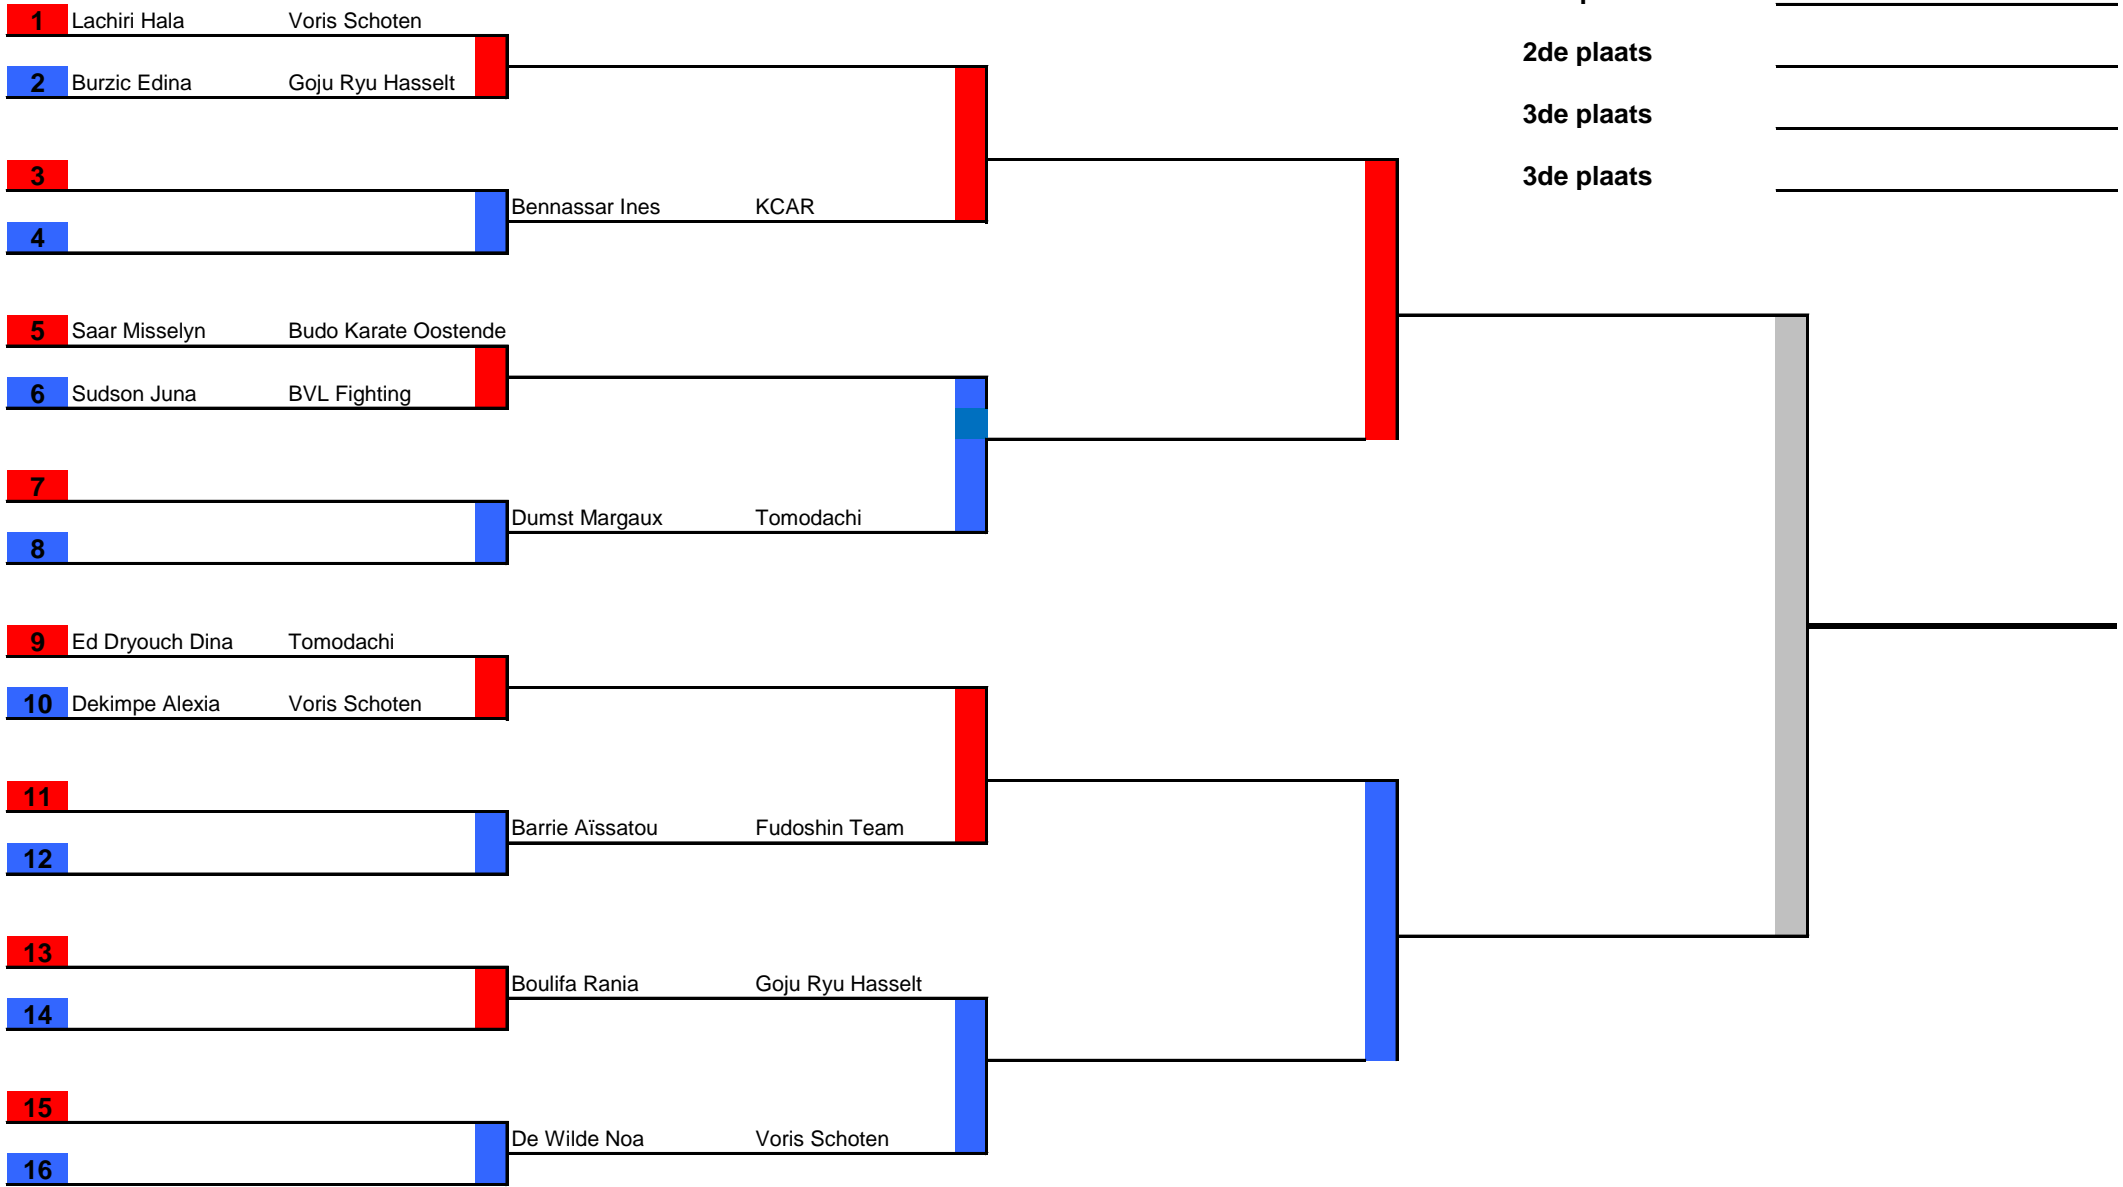 1 Lachiri Hala Voris Schoten
2de plaats
2 Burzic Edina Goju Ryu Hasselt
3de plaats
3
3de plaats
Bennassar Ines KCAR
4
5 Saar Misselyn Budo Karate Oostende
6 Sudson Juna BVL Fighting
7
Dumst Margaux Tomodachi
8
9 Ed Dryouch Dina Tomodachi
10 Dekimpe Alexia Voris Schoten
11
Barrie Aïssatou Fudoshin Team
12
13
Boulifa Rania Goju Ryu Hasselt
14
15
De Wilde Noa Voris Schoten
16